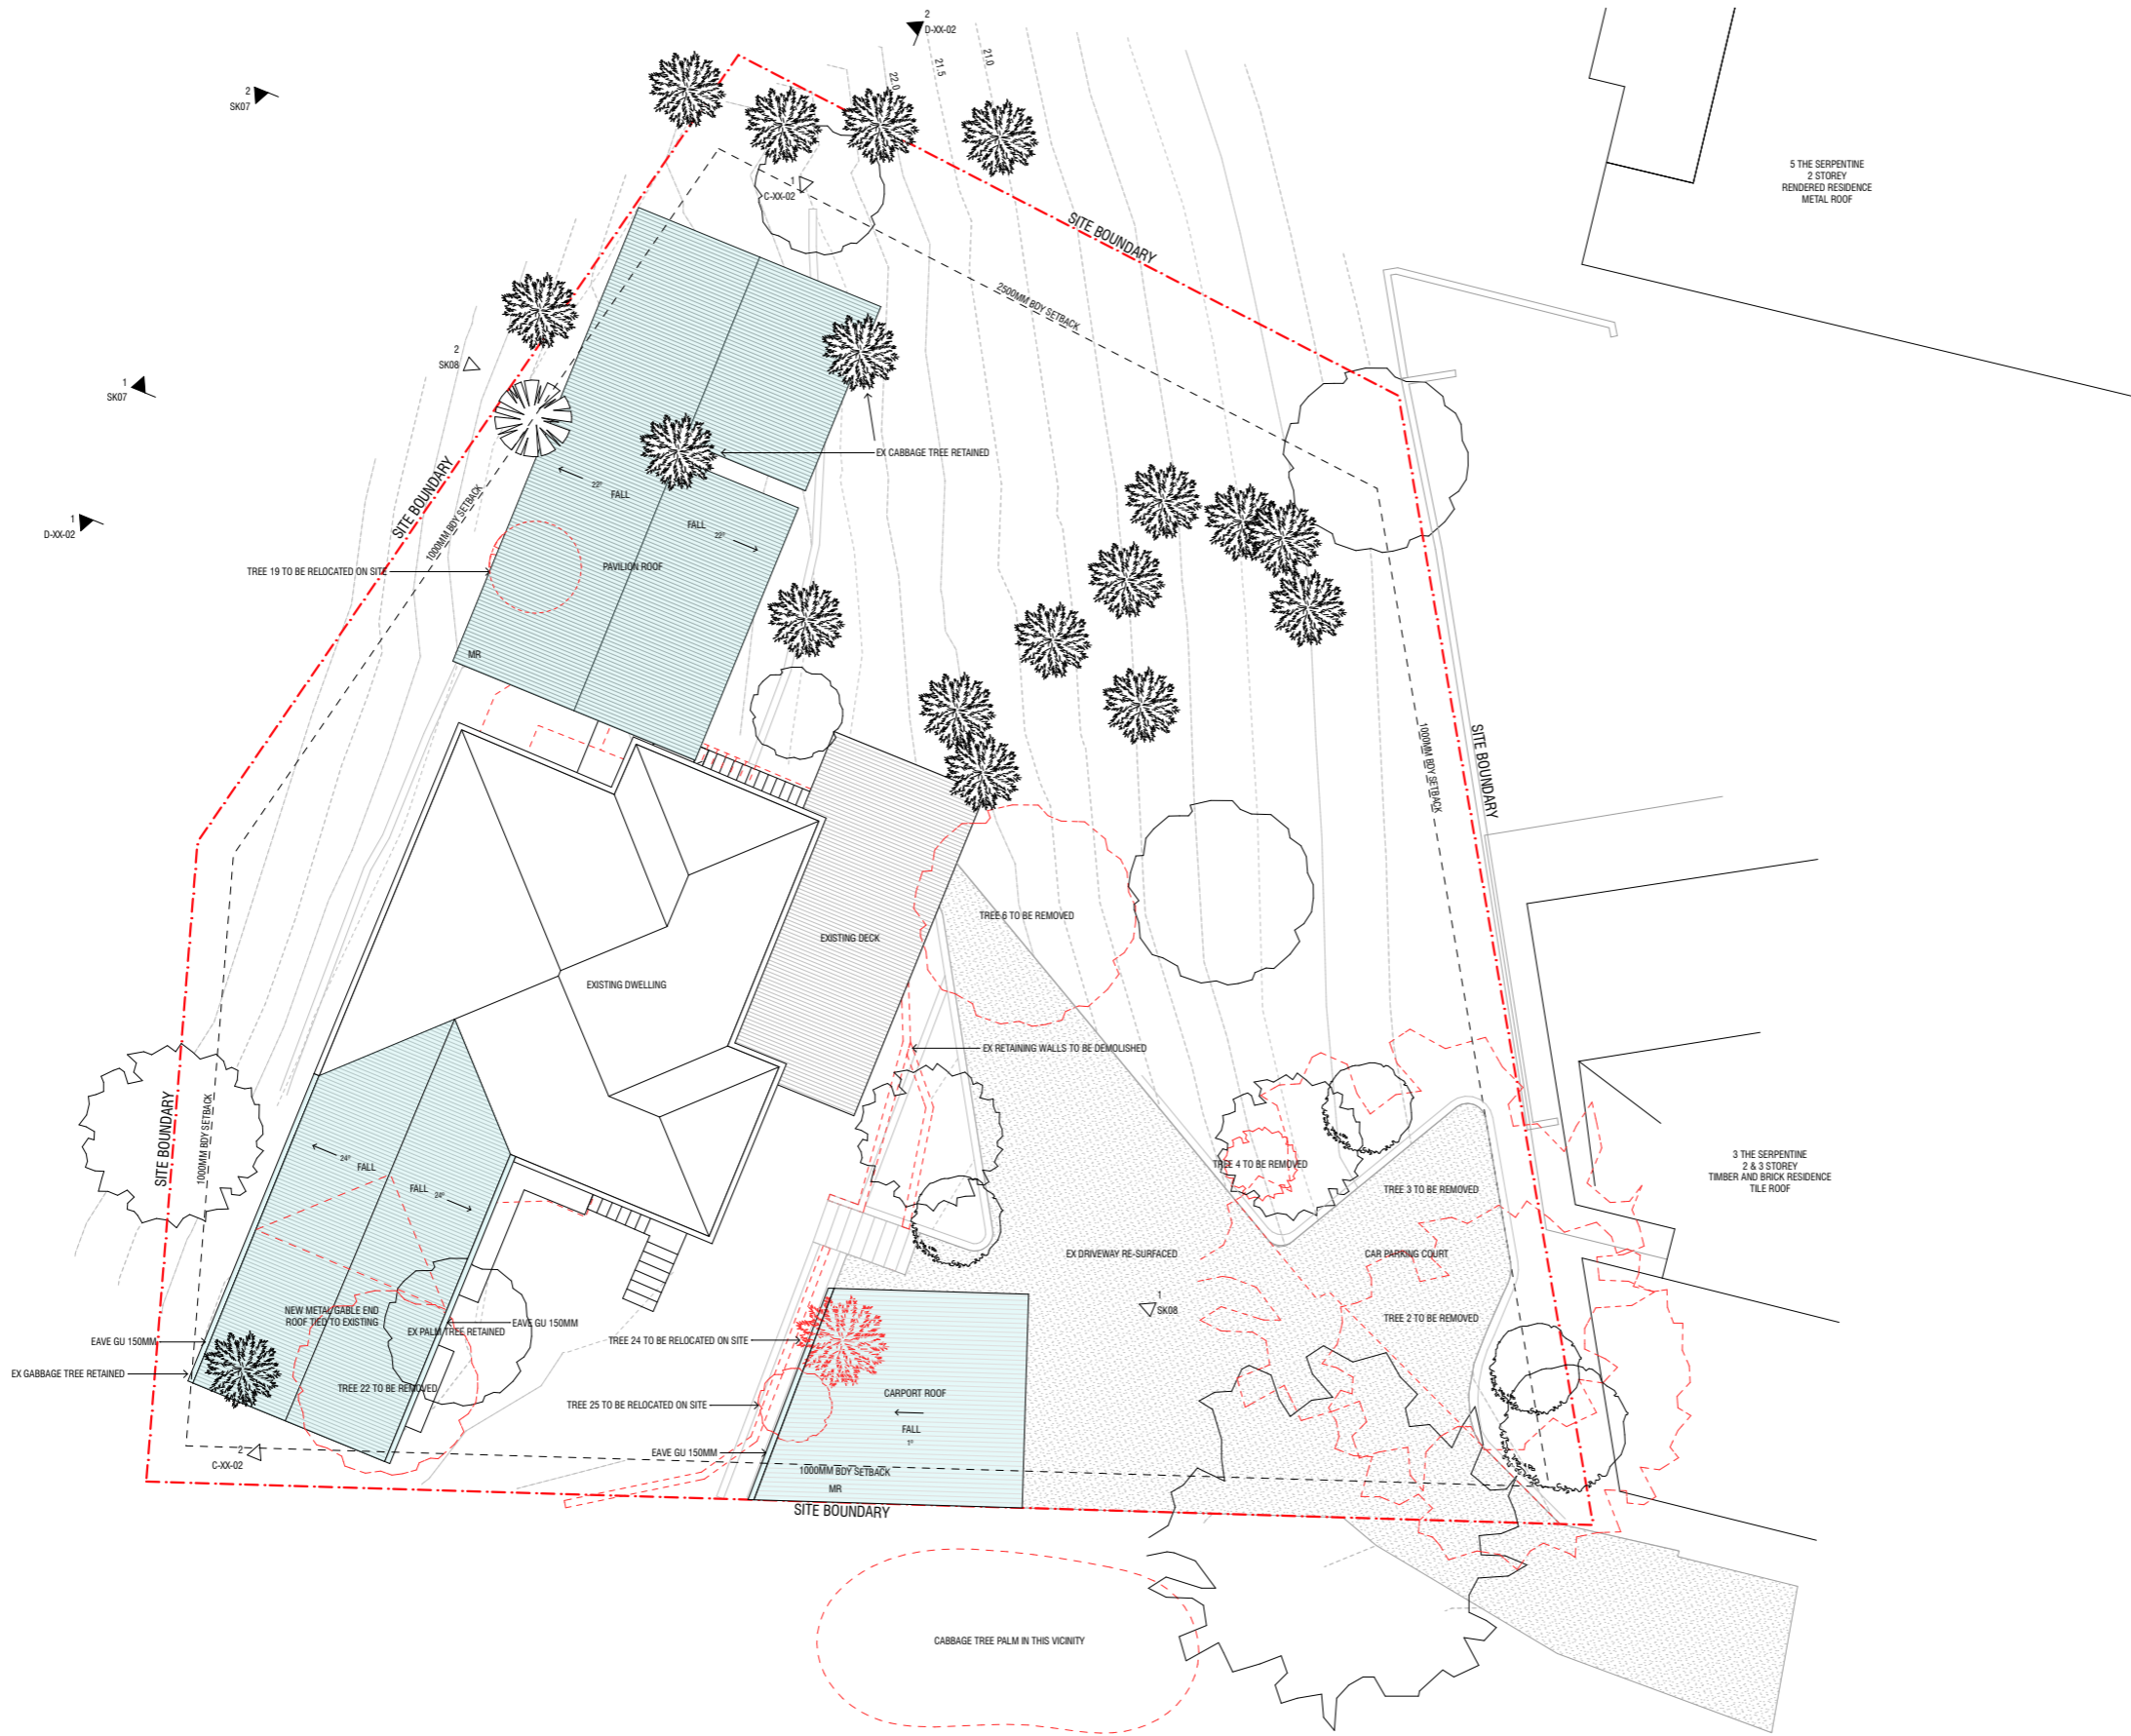 2
D-XX-02
2
SK07
22.0
21.5
21.0
5 THE SERPENTINE
2 STOREY
RENDERED RESIDENCE
METAL ROOF
1
C-XX-02
SITE BOUNDARY
2500MM BDY SETBACK
2
SK08
1
SK07
EX CABBAGE TREE RETAINED
SITE BOUNDARY
1000MM BDY SETBACK
22°
FALL
FALL
22°
1
D-XX-02
TREE 19 TO BE RELOCATED ON SITE
PAVILION ROOF
MR
1000MM BDY SETBACK
SITE BOUNDARY
TREE 6 TO BE REMOVED
EXISTING DECK
EXISTING DWELLING
EX RETAINING WALLS TO BE DEMOLISHED
SITE BOUNDARY
1000MM BDY SETBACK
24°
FALL
FALL
24°
TREE 4 TO BE REMOVED
TREE 3 TO BE REMOVED
3 THE SERPENTINE
2 & 3 STOREY
TIMBER AND BRICK RESIDENCE
TILE ROOF
EX DRIVEWAY RE-SURFACED
CAR PARKING COURT
1
SK08
NEW METAL GABLE END
ROOF TIED TO EXISTING
EAVE GU 150MM
EX PALM TREE RETAINED
TREE 2 TO BE REMOVED
EAVE GU 150MM
TREE 24 TO BE RELOCATED ON SITE
EX GABBAGE TREE RETAINED
TREE 22 TO BE REMOVED
CARPORT ROOF
TREE 25 TO BE RELOCATED ON SITE
FALL
1°
2
C-XX-02
EAVE GU 150MM
1000MM BDY SETBACK
MR
SITE BOUNDARY
CABBAGE TREE PALM IN THIS VICINITY